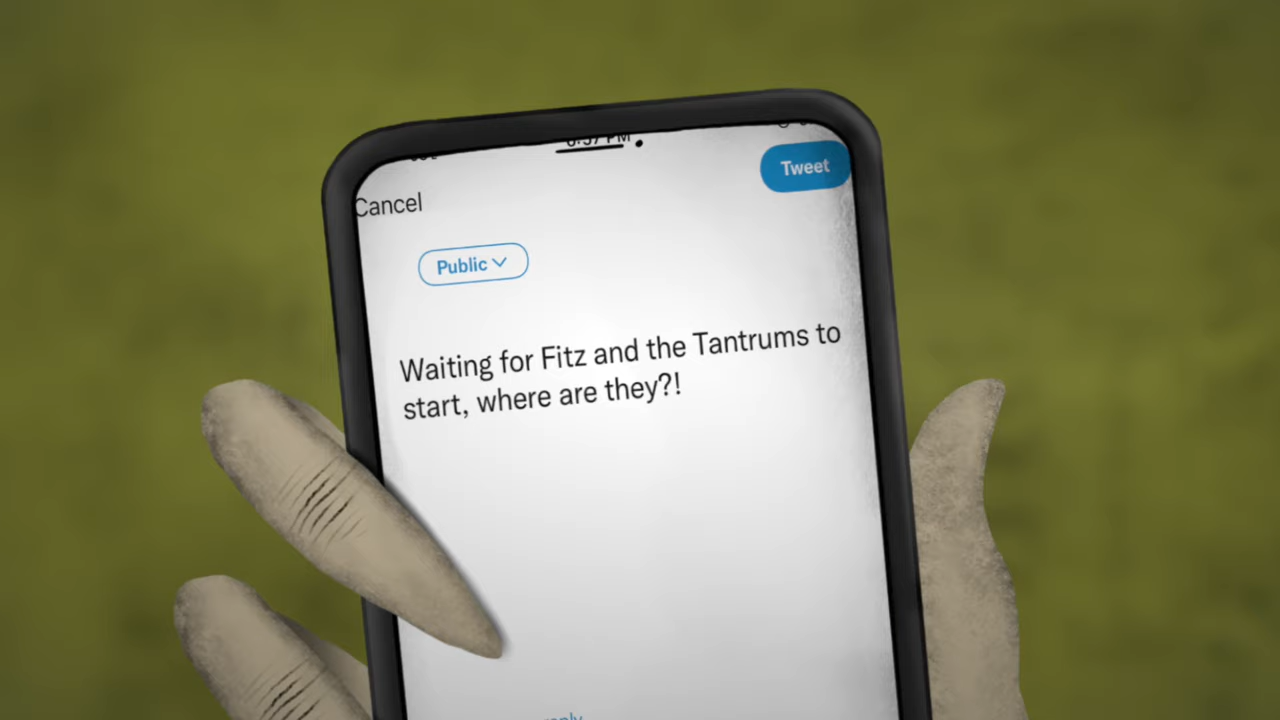 Tweet
Cancel
Public
Waiting for Fitz and the Tantrums to
start, where are they?!